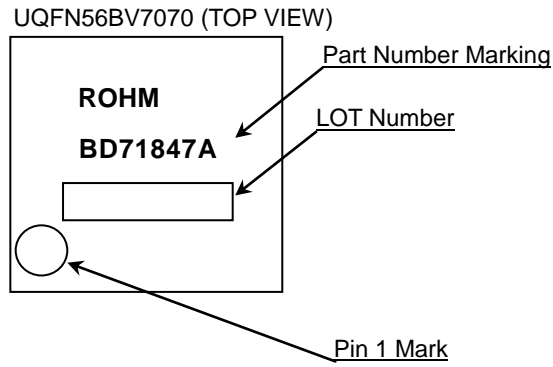 UQFN56BV7070 (TOP VIEW)
Part Number Marking
ROHM
LOT Number
BD71847A
Pin 1 Mark